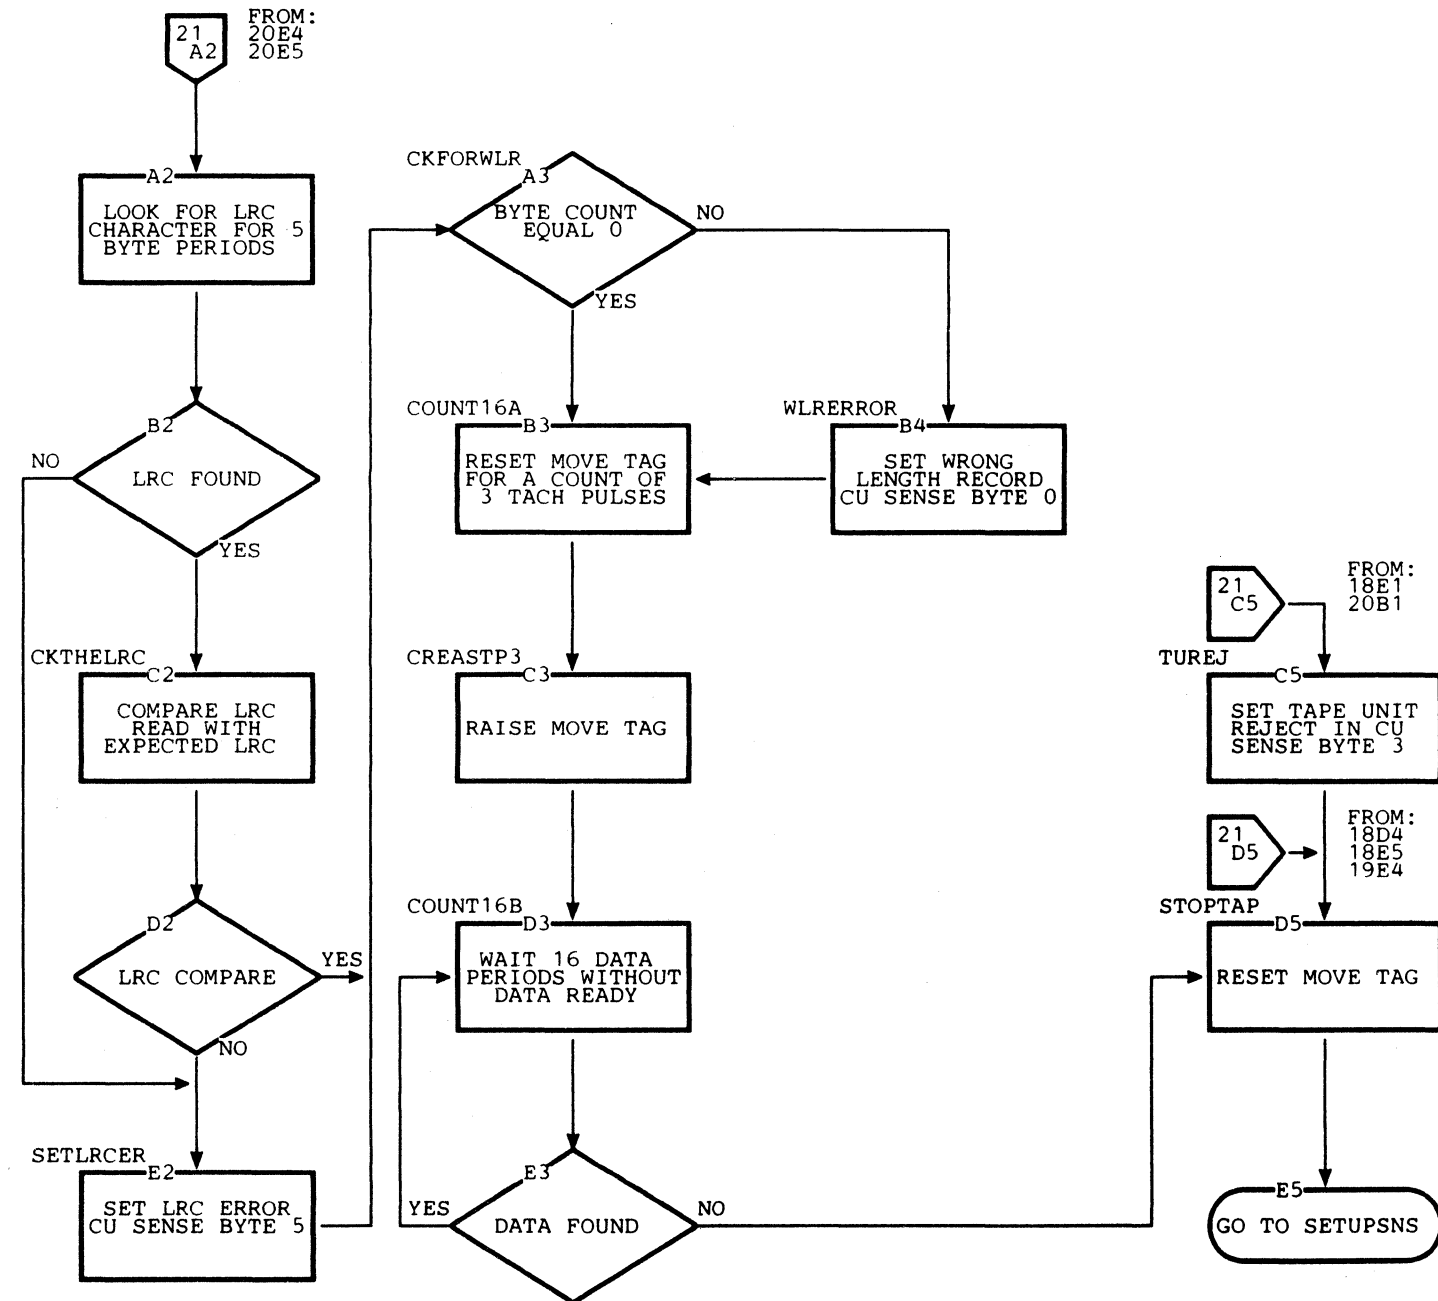 21
A2
FROM:
20E4
20E5
A2
LOOK FOR LRC
CHARACTER FOR 5
BYTE PERIODS
B2
LRC FOUND
NO
YES
CKTHELRC
C2
COMPARE LRC
READ WITH
EXPECTED LRC
D2
LRC COMPARE
YES
NO
SETLRCER
E2
SET LRC ERROR
CU SENSE BYTE 5
CKFORWLR
A3
BYTE COUNT
EQUAL 0
NO
YES
COUNT16A
B3
RESET MOVE TAG
FOR A COUNT OF
3 TACH PULSES
WLRERROR
B4
SET WRONG
LENGTH RECORD
CU SENSE BYTE 0
CREASTP3
C3
RAISE MOVE TAG
COUNT16B
D3
WAIT 16 DATA
PERIODS WITHOUT
DATA READY
E3
DATA FOUND
YES
NO
21
C5
FROM:
18E1
20B1
TUREJ
C5
SET TAPE UNIT
REJECT IN CU
SENSE BYTE 3
21
D5
FROM:
18D4
18E5
19E4
STOPTAP
D5
RESET MOVE TAG
E5
GO TO SETUPSNS